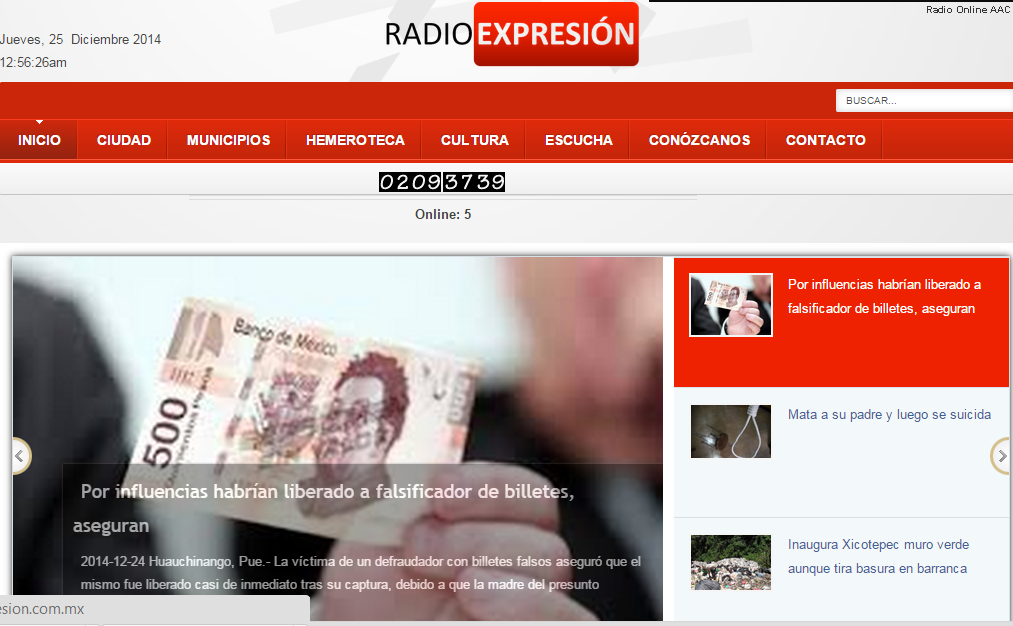 Radio Online AAC
Jueves, 25 Diciembre 2014
12:56:26am
RADIO EXPRESIÓN
BUSCAR...
INICIO CIUDAD MUNICIPIOS HEMEROTECA CULTURA ESCUCHA CONÓZCANOS CONTACTO
02093739
Online: 5
Banco de México
500
Por influencias habrían liberado a falsificador de billetes,
aseguran
2014-12-24 Huauchinango, Pue.- La víctima de un defraudador con billetes falsos aseguró que el
mismo fue liberado casi de inmediato tras su captura, debido a que la madre del presunto
Por influencias habrían liberado a
falsificador de billetes, aseguran
Mata a su padre y luego se suicida
Inaugura Xicotepec muro verde
aunque tira basura en barranca
esion.com.mx